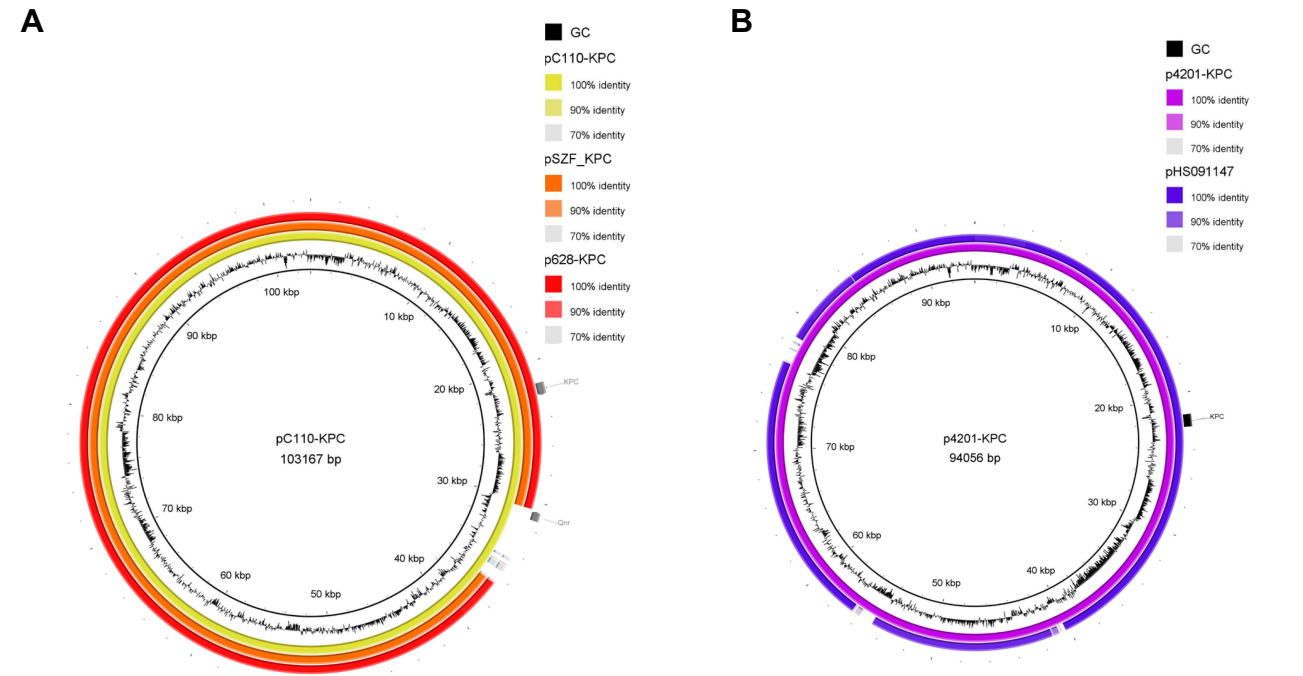 A
GC
pC110-KPC
100% identity
90% identity
70% identity
pSZF_KPC
100% identity
90% identity
70% identity
p628-KPC
100% identity
90% identity
70% identity
100 kbp
10 kbp
90 kbp
20 kbp
KPC
80 kbp
pC110-KPC
103167 bp
30 kbp
70 kbp
Qnr
40 kbp
60 kbp
50 kbp
B
GC
p4201-KPC
100% identity
90% identity
70% identity
pHS091147
100% identity
90% identity
70% identity
90 kbp
10 kbp
80 kbp
20 kbp
KPC
70 kbp
p4201-KPC
94056 bp
30 kbp
60 kbp
40 kbp
50 kbp